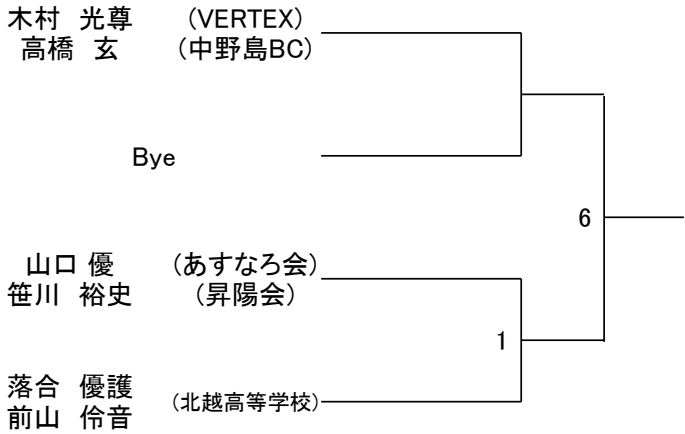 木村 光尊 (VERTEX)
高橋 玄 (中野島BC)
Bye
6
山口 優 (あすなろ会)
笹川 裕史 (昇陽会)
1
落合 優護
前山 伶音 (北越高等学校)